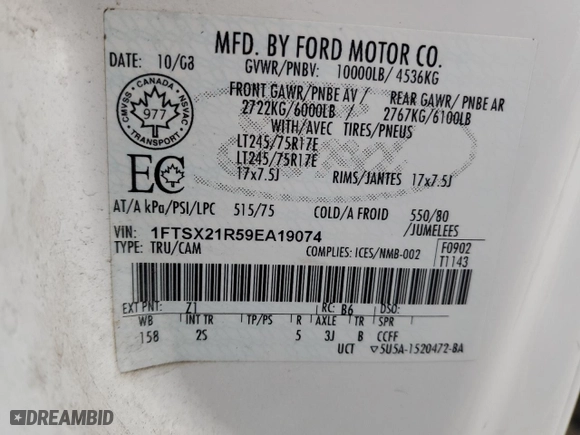 MFD. BY FORD MOTOR CO.
DATE: 10/08
GVWR/PNBV: 10000LB/ 4536KG
FRONT GAWR/PNBE AV/ REAR GAWR/ PNBE AR
2722KG/6000LB 2767KG/6100LB
WITH/AVEC TIRES/PNEUS
LT245/75R17E
LT245/75R17E
17x7.5J RIMS/JANTES 17x7.5J
CMVSS · CANADA · NSVAC
977
TRANSPORT
EC
AT/A kPa/PSI/LPC 515/75 COLD/A FROID 550/80
/JUMELEES
VIN: 1FTSX21R59EA19074
TYPE: TRU/CAM COMPLIES: ICES/NMB-002
F0902
T1143
EXT PNT: Z1 RC: B6 DSO:
WB INT TR TP/PS R AXLE TR SPR
158 2S 5 3J B CCFF
UCT ▽5U5A-1520472-BA
DREAMBID